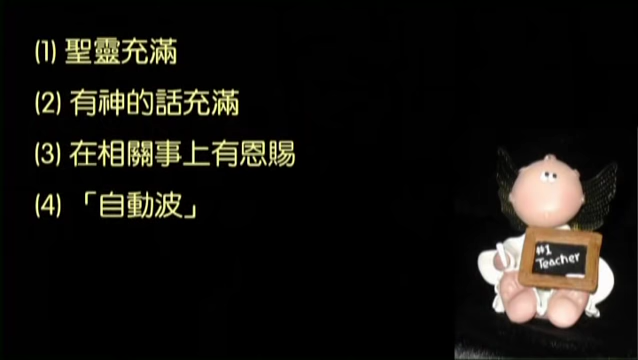 (1) 聖靈充滿
(2) 有神的話充滿
(3) 在相關事上有恩賜
(4) 「自動波」
#1
Teacher